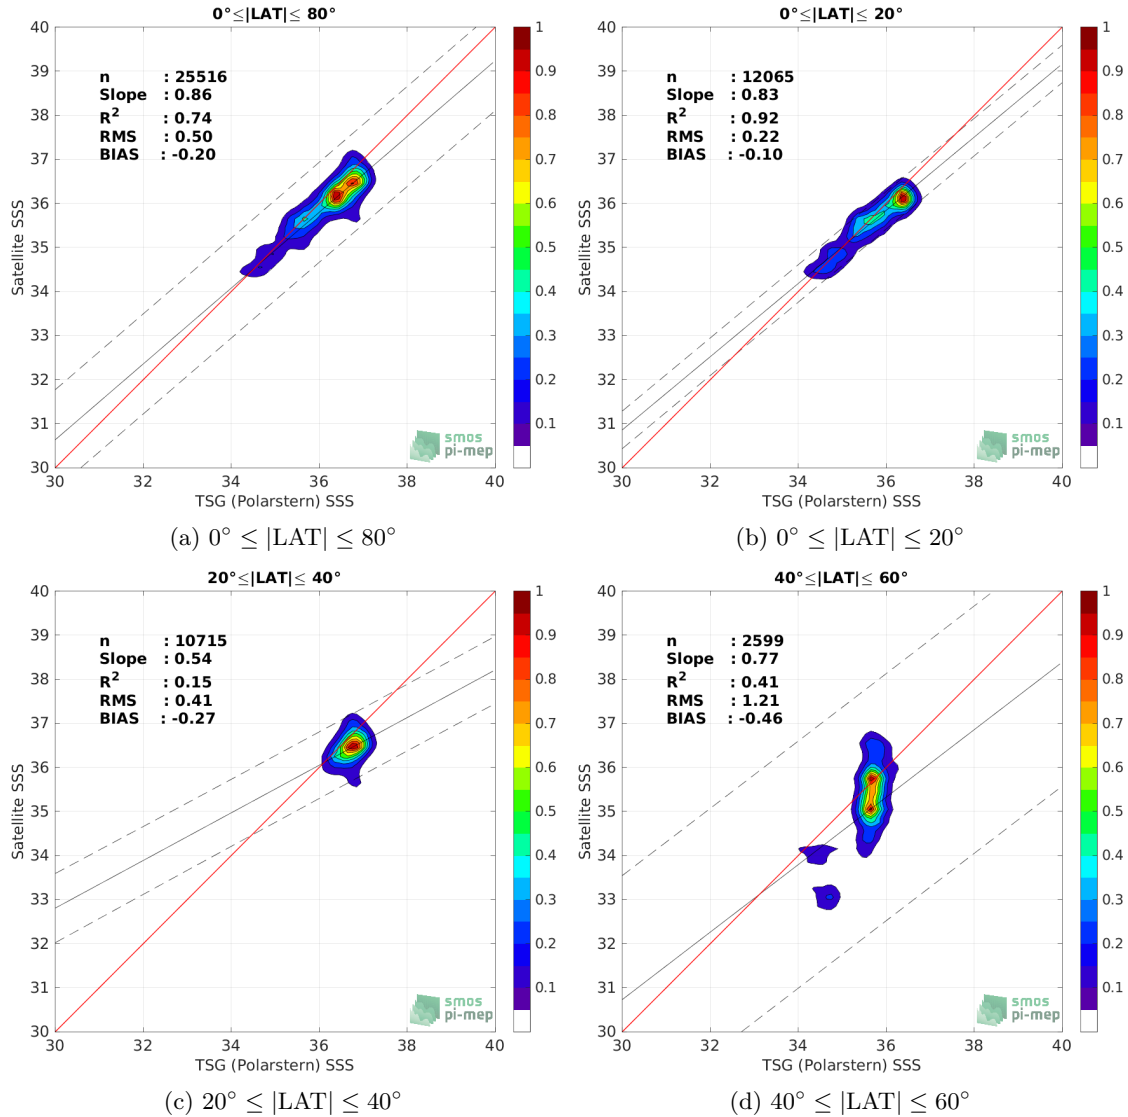 0°≤|LAT|≤ 80°
40
39
38
37
36
35
34
33
32
31
30
Satellite SSS
n : 25516
Slope : 0.86
R² : 0.74
RMS : 0.50
BIAS : -0.20
smos
pi-mep
30 32 34 36 38 40
TSG (Polarstern) SSS
1
0.9
0.8
0.7
0.6
0.5
0.4
0.3
0.2
0.1
(a) 0° ≤ |LAT| ≤ 80°
0°≤|LAT|≤ 20°
40
39
38
37
36
35
34
33
32
31
30
Satellite SSS
n : 12065
Slope : 0.83
R² : 0.92
RMS : 0.22
BIAS : -0.10
smos
pi-mep
30 32 34 36 38 40
TSG (Polarstern) SSS
1
0.9
0.8
0.7
0.6
0.5
0.4
0.3
0.2
0.1
(b) 0° ≤ |LAT| ≤ 20°
20°≤|LAT|≤ 40°
40
39
38
37
36
35
34
33
32
31
30
Satellite SSS
n : 10715
Slope : 0.54
R² : 0.15
RMS : 0.41
BIAS : -0.27
smos
pi-mep
30 32 34 36 38 40
TSG (Polarstern) SSS
1
0.9
0.8
0.7
0.6
0.5
0.4
0.3
0.2
0.1
(c) 20° ≤ |LAT| ≤ 40°
40°≤|LAT|≤ 60°
40
39
38
37
36
35
34
33
32
31
30
Satellite SSS
n : 2599
Slope : 0.77
R² : 0.41
RMS : 1.21
BIAS : -0.46
smos
pi-mep
30 32 34 36 38 40
TSG (Polarstern) SSS
1
0.9
0.8
0.7
0.6
0.5
0.4
0.3
0.2
0.1
(d) 40° ≤ |LAT| ≤ 60°